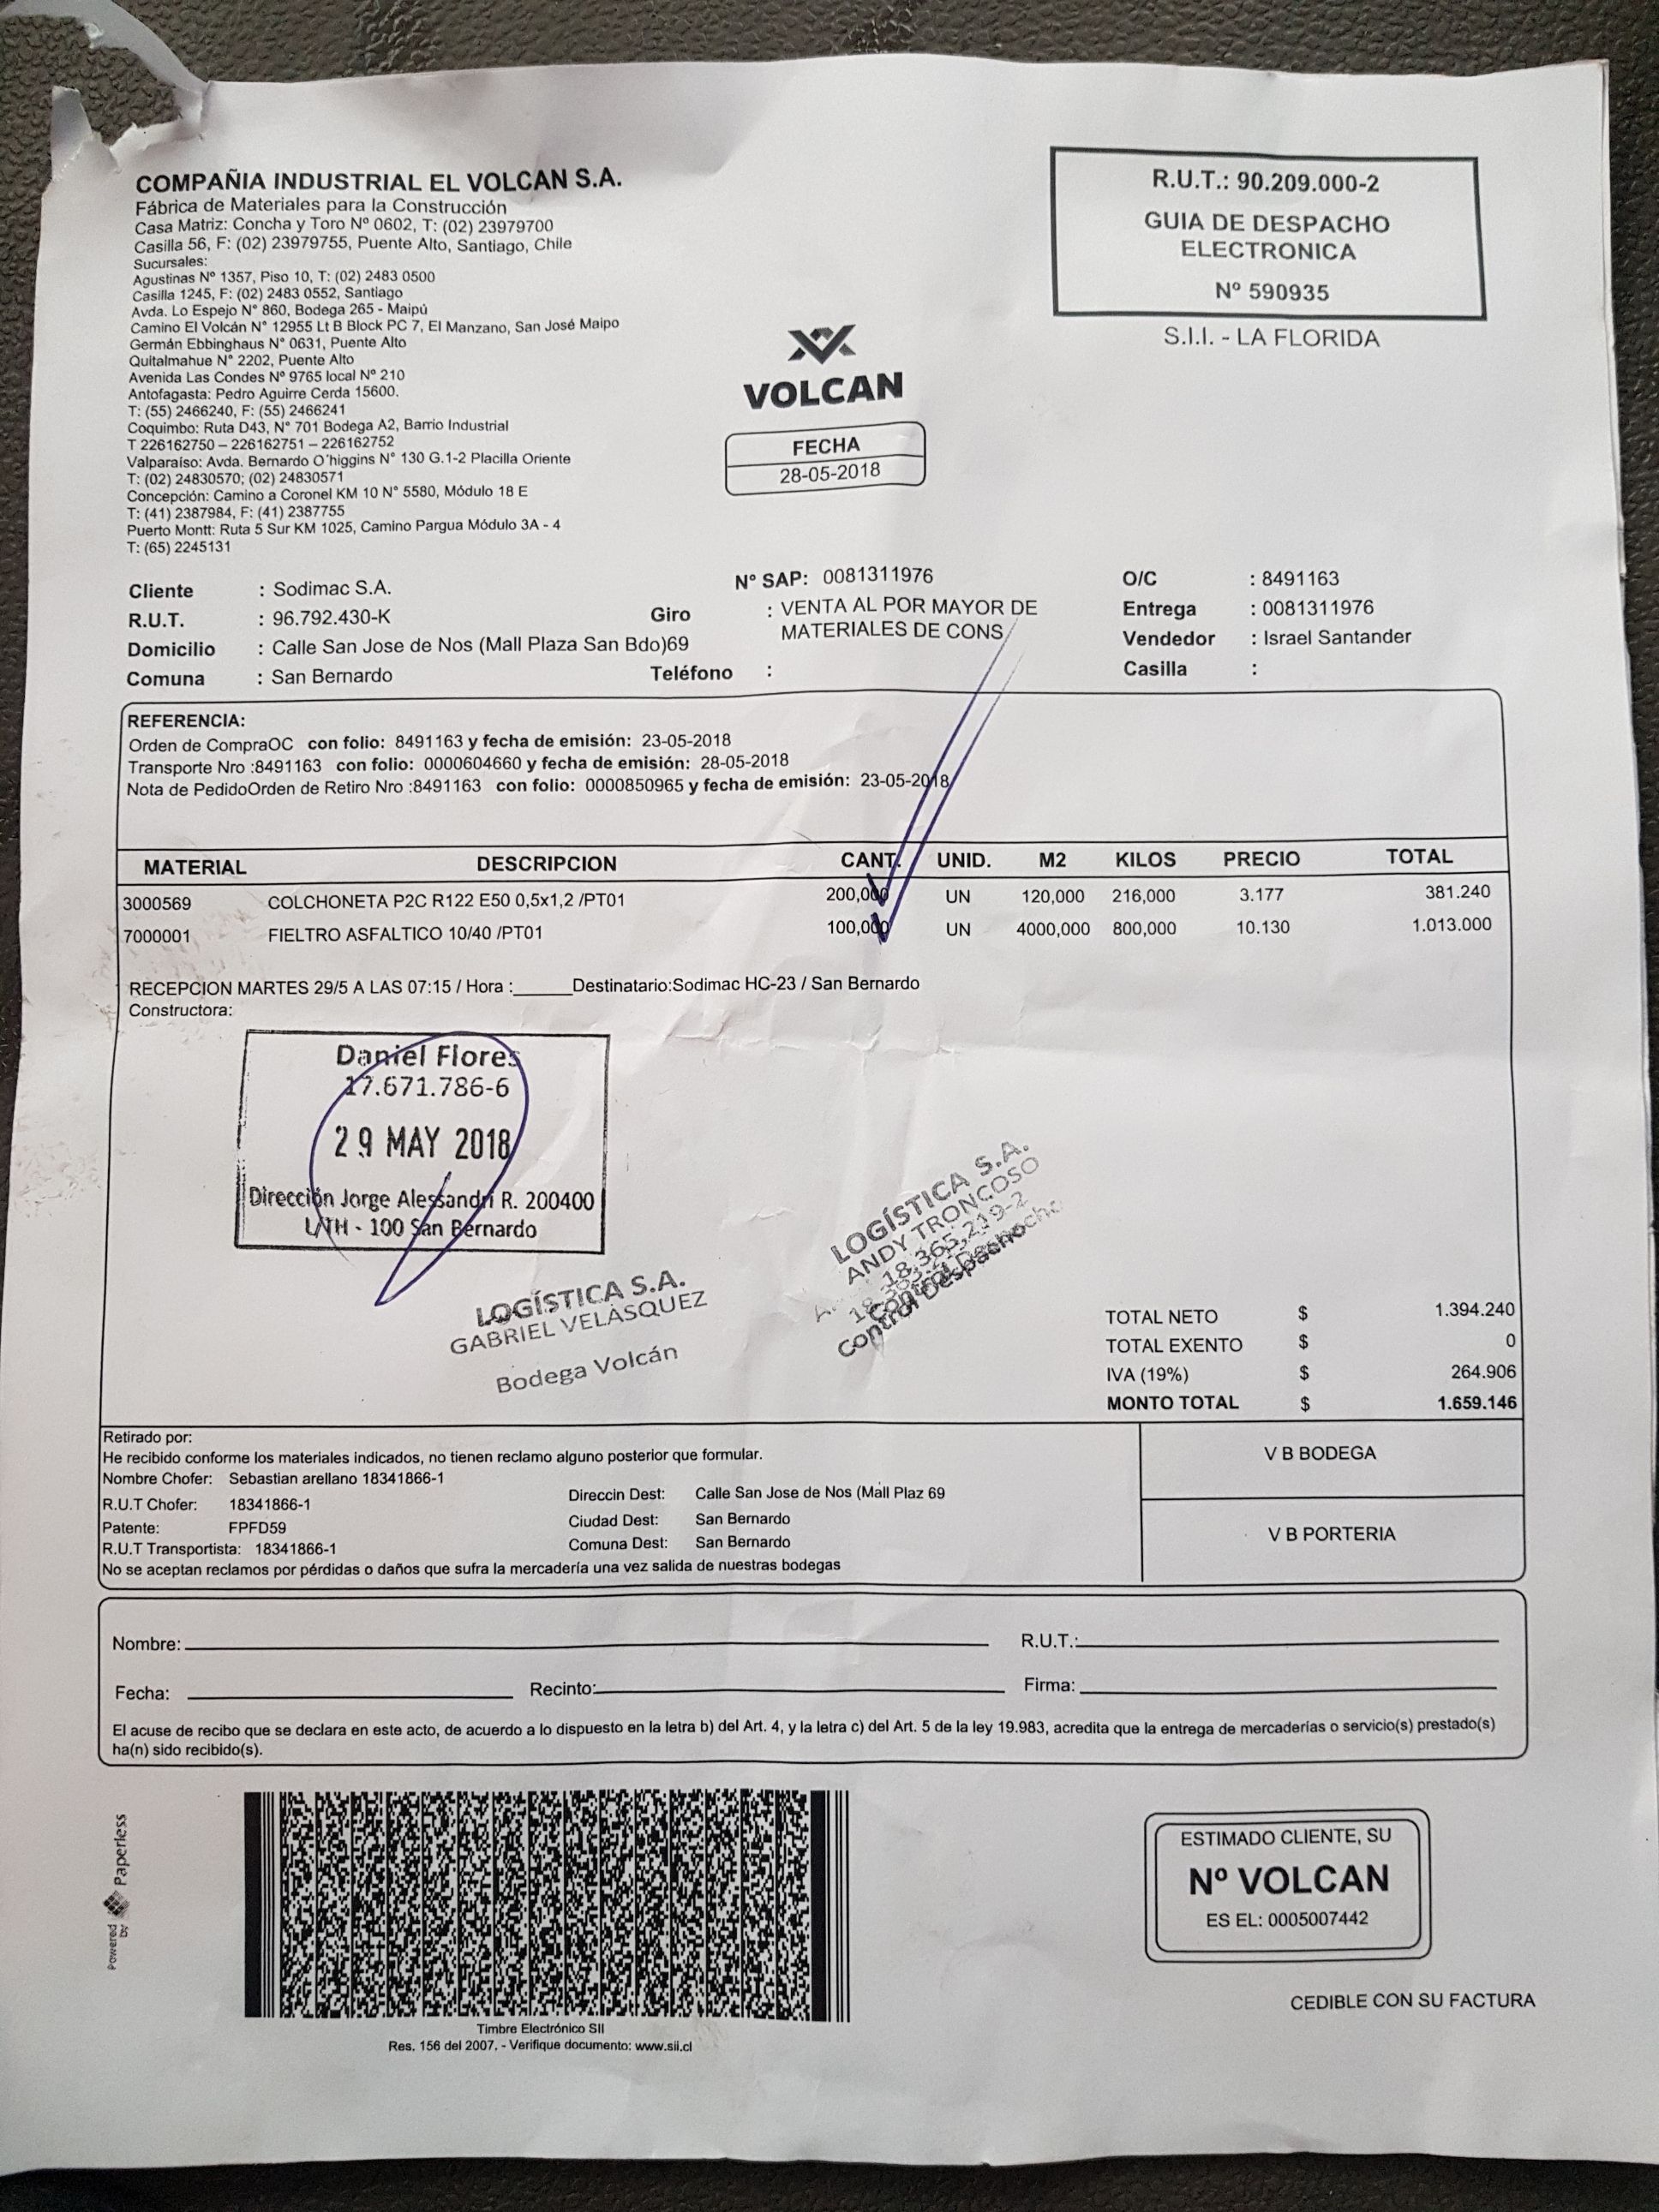 COMPAÑIA INDUSTRIAL EL VOLCAN S.A.
Fábrica de Materiales para la Construcción
Casa Matriz: Concha y Toro Nº 0602, T: (02) 23979700
Casilla 56, F: (02) 23979755, Puente Alto, Santiago, Chile
Sucursales:
Agustinas Nº 1357, Piso 10, T: (02) 2483 0500
Casilla 1245, F: (02) 2483 0552, Santiago
Avda. Lo Espejo N° 860, Bodega 265 - Maipú
Camino El Volcán N° 12955 Lt B Block PC 7, El Manzano, San José Maipo
Germán Ebbinghaus N° 0631, Puente Alto
Quitalmahue N° 2202, Puente Alto
Avenida Las Condes Nº 9765 local Nº 210
Antofagasta: Pedro Aguirre Cerda 15600.
T: (55) 2466240, F: (55) 2466241
Coquimbo: Ruta D43, N° 701 Bodega A2, Barrio Industrial
T 226162750 – 226162751 – 226162752
Valparaíso: Avda. Bernardo O'higgins N° 130 G.1-2 Placilla Oriente
T: (02) 24830570; (02) 24830571
Concepción: Camino a Coronel KM 10 N° 5580, Módulo 18 E
T: (41) 2387984, F: (41) 2387755
Puerto Montt: Ruta 5 Sur KM 1025, Camino Pargua Módulo 3A - 4
T: (65) 2245131
VOLCAN
FECHA
28-05-2018
R.U.T.: 90.209.000-2
GUIA DE DESPACHO
ELECTRONICA
Nº 590935
S.I.I. - LA FLORIDA
Cliente : Sodimac S.A. Nº SAP: 0081311976 O/C : 8491163
R.U.T. : 96.792.430-K Giro : VENTA AL POR MAYOR DE Entrega : 0081311976
MATERIALES DE CONS
Domicilio : Calle San Jose de Nos (Mall Plaza San Bdo)69 Vendedor : Israel Santander
Comuna : San Bernardo Teléfono : Casilla :
REFERENCIA:
Orden de CompraOC con folio: 8491163 y fecha de emisión: 23-05-2018
Transporte Nro :8491163 con folio: 0000604660 y fecha de emisión: 28-05-2018
Nota de PedidoOrden de Retiro Nro :8491163 con folio: 0000850965 y fecha de emisión: 23-05-2018
MATERIAL DESCRIPCION CANT. UNID. M2 KILOS PRECIO TOTAL
3000569 COLCHONETA P2C R122 E50 0,5x1,2 /PT01 200,000 UN 120,000 216,000 3.177 381.240
7000001 FIELTRO ASFALTICO 10/40 /PT01 100,000 UN 4000,000 800,000 10.130 1.013.000
RECEPCION MARTES 29/5 A LAS 07:15 / Hora :______Destinatario:Sodimac HC-23 / San Bernardo
Constructora:
Daniel Flores
17.671.786-6
29 MAY 2018
Dirección Jorge Alessandri R. 200400
- 100 San Bernardo
LOGÍSTICA S.A.
GABRIEL VELÁSQUEZ
Bodega Volcán
LOGÍSTICA S.A.
ANDY TRONCOSO
18.365.219-2
Control Despacho
TOTAL NETO $ 1.394.240
TOTAL EXENTO $ 0
IVA (19%) $ 264.906
MONTO TOTAL $ 1.659.146
Retirado por:
He recibido conforme los materiales indicados, no tienen reclamo alguno posterior que formular.
Nombre Chofer: Sebastian arellano 18341866-1
R.U.T Chofer: 18341866-1 Direccin Dest: Calle San Jose de Nos (Mall Plaz 69
Patente: FPFD59 Ciudad Dest: San Bernardo
R.U.T Transportista: 18341866-1 Comuna Dest: San Bernardo
No se aceptan reclamos por pérdidas o daños que sufra la mercadería una vez salida de nuestras bodegas
V B BODEGA
V B PORTERIA
Nombre: R.U.T.:
Fecha: Recinto: Firma:
El acuse de recibo que se declara en este acto, de acuerdo a lo dispuesto en la letra b) del Art. 4, y la letra c) del Art. 5 de la ley 19.983, acredita que la entrega de mercaderías o servicio(s) prestado(s)
ha(n) sido recibido(s).
Powered by Paperless
Timbre Electrónico SII
Res. 156 del 2007. - Verifique documento: www.sii.cl
ESTIMADO CLIENTE, SU
Nº VOLCAN
ES EL: 0005007442
CEDIBLE CON SU FACTURA